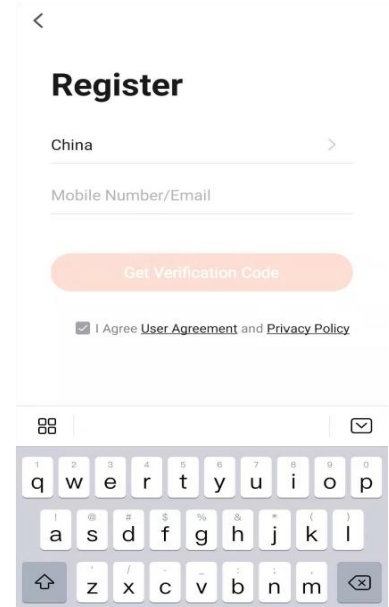 Register
China
Mobile Number/Email
Get Verification Code
I Agree User Agreement and Privacy Policy
1 2 3 4 5 6 7 8 9 0
q w e r t y u i o p
! @ # $ % & * ( )
a s d f g h j k l
z x c v b n m